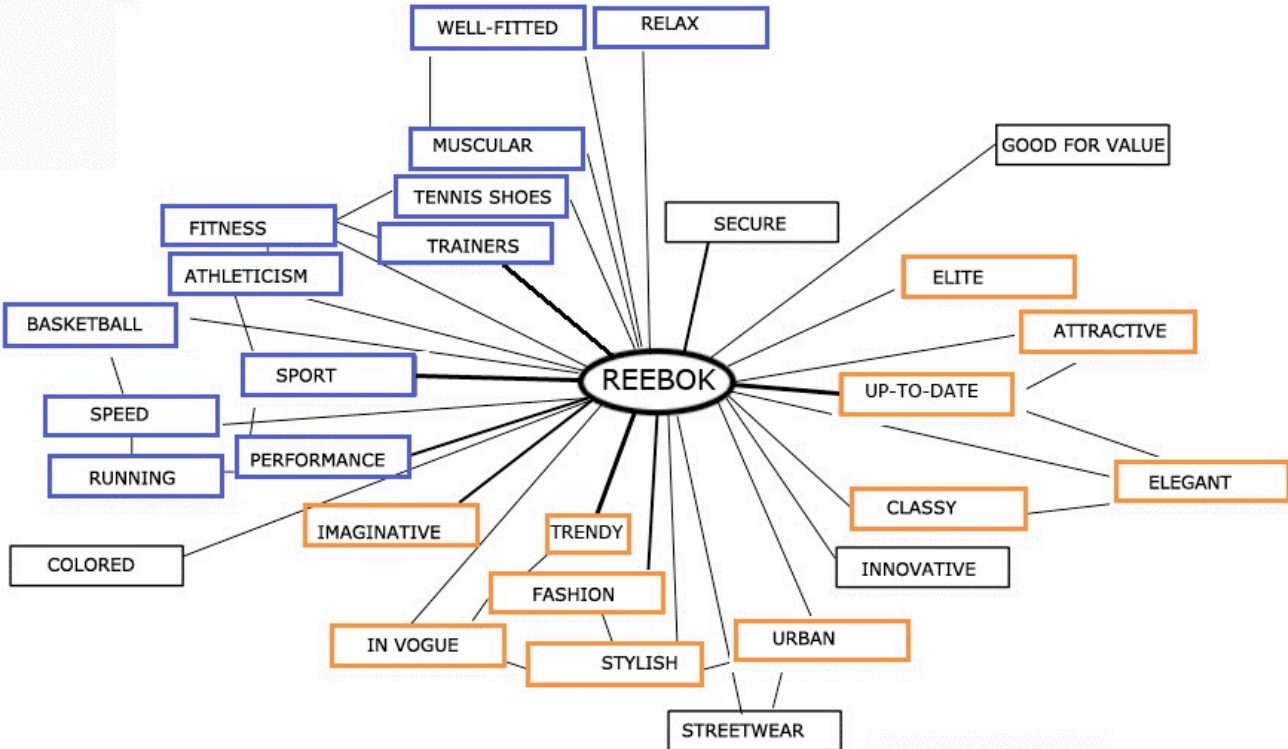 WELL-FITTED
RELAX
MUSCULAR
GOOD FOR VALUE
TENNIS SHOES
SECURE
FITNESS
TRAINERS
ATHLETICISM
ELITE
BASKETBALL
ATTRACTIVE
SPORT
REEBOK
UP-TO-DATE
SPEED
PERFORMANCE
RUNNING
ELEGANT
CLASSY
IMAGINATIVE
TRENDY
COLORED
INNOVATIVE
FASHION
IN VOGUE
URBAN
STYLISH
STREETWEAR